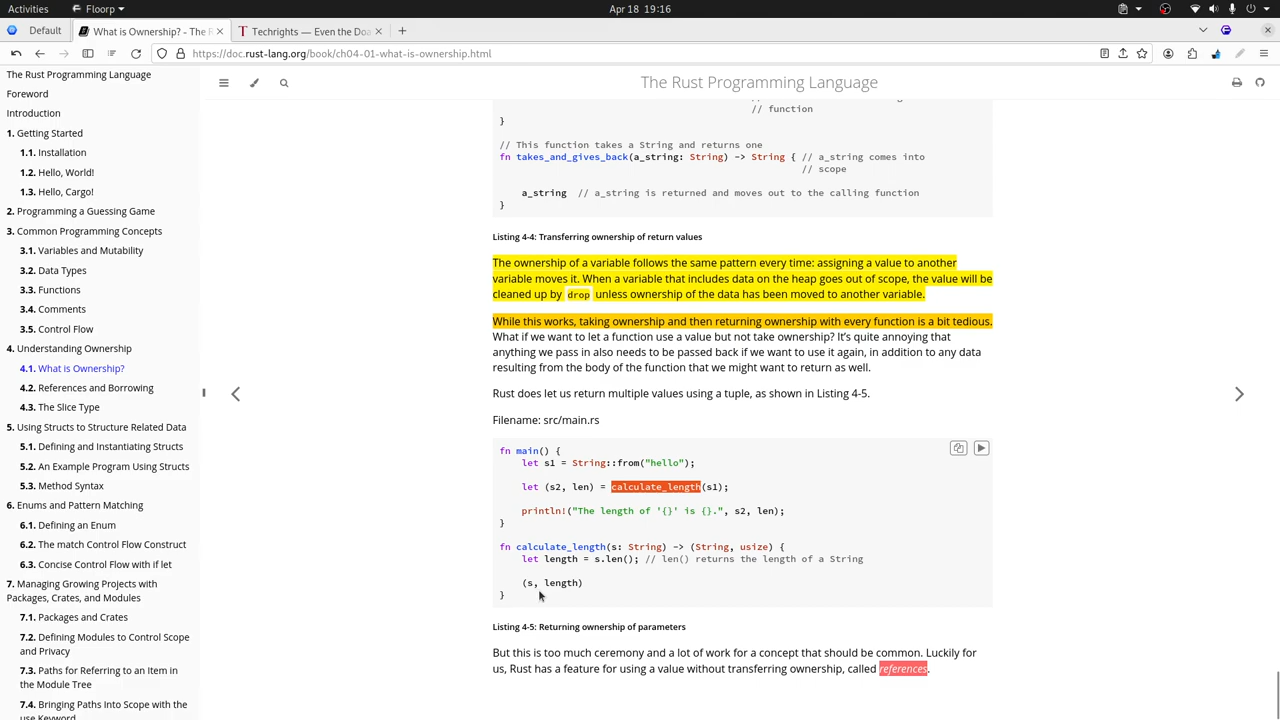 Activities
Floorp
Apr 18 19:16
Default
What is Ownership? - The R
Techrights — Even the Doa
https://doc.rust-lang.org/book/ch04-01-what-is-ownership.html
The Rust Programming Language
Foreword
Introduction
1. Getting Started
1.1. Installation
1.2. Hello, World!
1.3. Hello, Cargo!
2. Programming a Guessing Game
3. Common Programming Concepts
3.1. Variables and Mutability
3.2. Data Types
3.3. Functions
3.4. Comments
3.5. Control Flow
4. Understanding Ownership
4.1. What is Ownership?
4.2. References and Borrowing
4.3. The Slice Type
5. Using Structs to Structure Related Data
5.1. Defining and Instantiating Structs
5.2. An Example Program Using Structs
5.3. Method Syntax
6. Enums and Pattern Matching
6.1. Defining an Enum
6.2. The match Control Flow Construct
6.3. Concise Control Flow with if let
7. Managing Growing Projects with
Packages, Crates, and Modules
7.1. Packages and Crates
7.2. Defining Modules to Control Scope
and Privacy
7.3. Paths for Referring to an Item in
the Module Tree
7.4. Bringing Paths Into Scope with the
use Keyword
The Rust Programming Language
// function
}
// This function takes a String and returns one
fn takes_and_gives_back(a_string: String) -> String { // a_string comes into
// scope
a_string  // a_string is returned and moves out to the calling function
}
Listing 4-4: Transferring ownership of return values
The ownership of a variable follows the same pattern every time: assigning a value to another
variable moves it. When a variable that includes data on the heap goes out of scope, the value will be
cleaned up by drop unless ownership of the data has been moved to another variable.
While this works, taking ownership and then returning ownership with every function is a bit tedious.
What if we want to let a function use a value but not take ownership? It’s quite annoying that
anything we pass in also needs to be passed back if we want to use it again, in addition to any data
resulting from the body of the function that we might want to return as well.
Rust does let us return multiple values using a tuple, as shown in Listing 4-5.
Filename: src/main.rs
fn main() {
let s1 = String::from("hello");
let (s2, len) = calculate_length(s1);
println!("The length of '{}' is {}.", s2, len);
}
fn calculate_length(s: String) -> (String, usize) {
let length = s.len(); // len() returns the length of a String
(s, length)
}
Listing 4-5: Returning ownership of parameters
But this is too much ceremony and a lot of work for a concept that should be common. Luckily for
us, Rust has a feature for using a value without transferring ownership, called references.